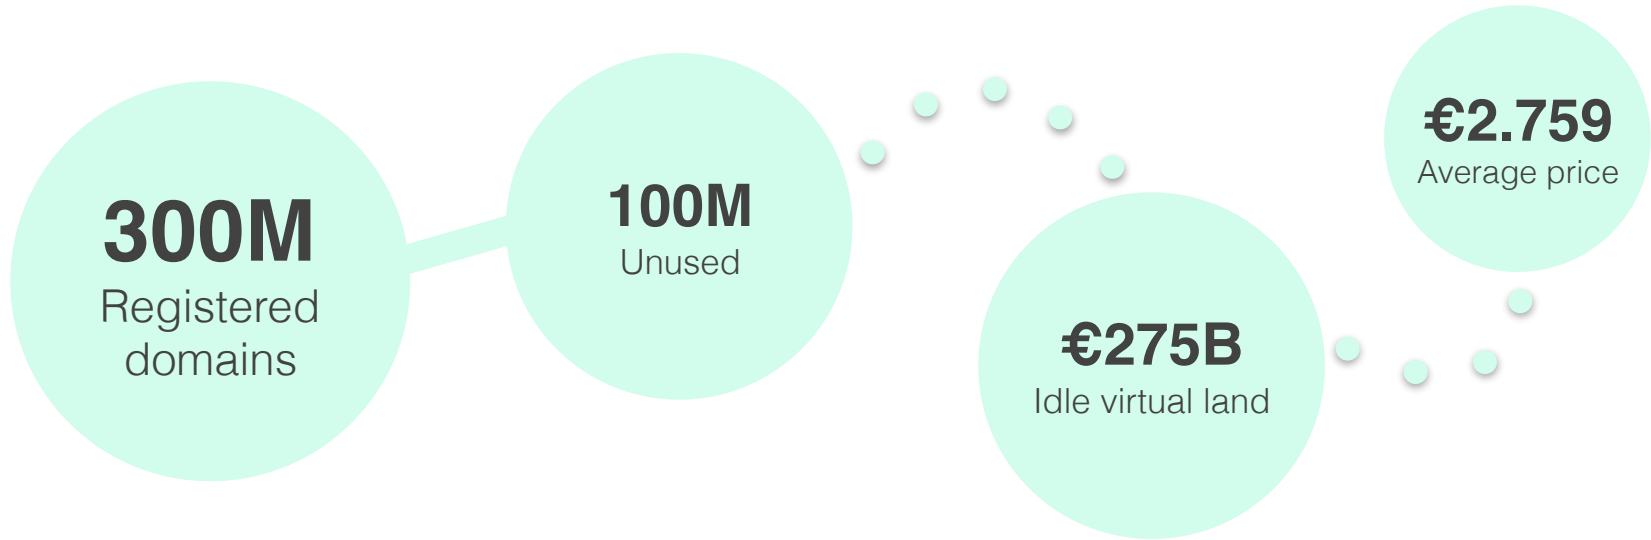 300M
Registered
domains
100M
Unused
€275B
Idle virtual land
€2.759
Average price